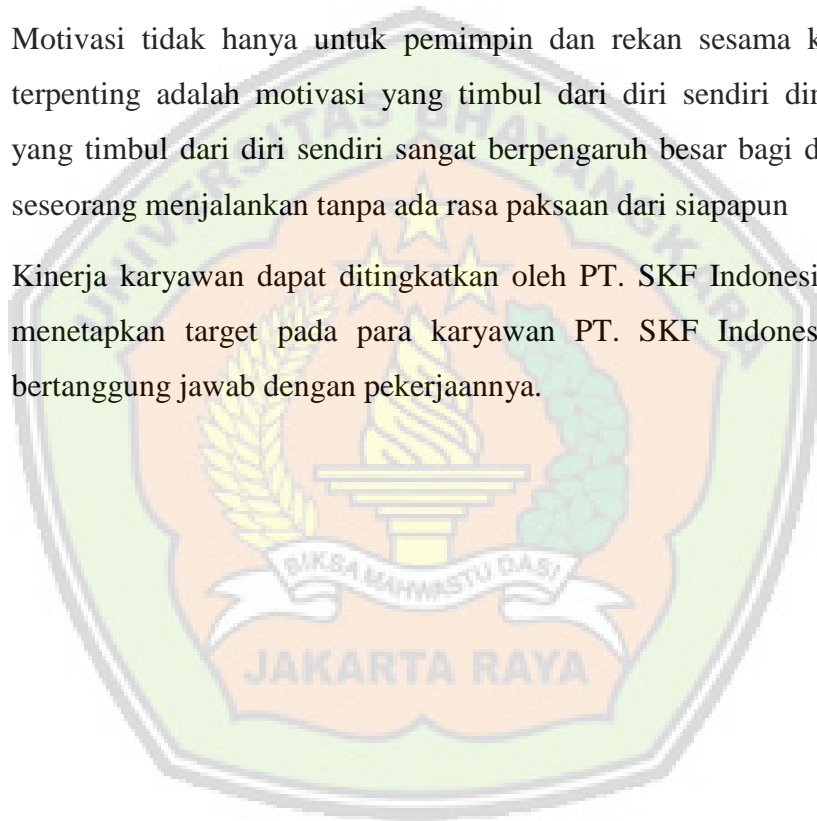 Motivasi tidak hanya untuk pemimpin dan rekan sesama k
terpenting adalah motivasi yang timbul dari diri sendiri dir
yang timbul dari diri sendiri sangat berpengaruh besar bagi d
seseorang menjalankan tanpa ada rasa paksaan dari siapapun
Kinerja karyawan dapat ditingkatkan oleh PT. SKF Indonesi
menetapkan target pada para karyawan PT. SKF Indones
bertanggung jawab dengan pekerjaannya.
UNIVERSITAS BHAYANGKARA
BIKSA MAHWASTU DASI
JAKARTA RAYA